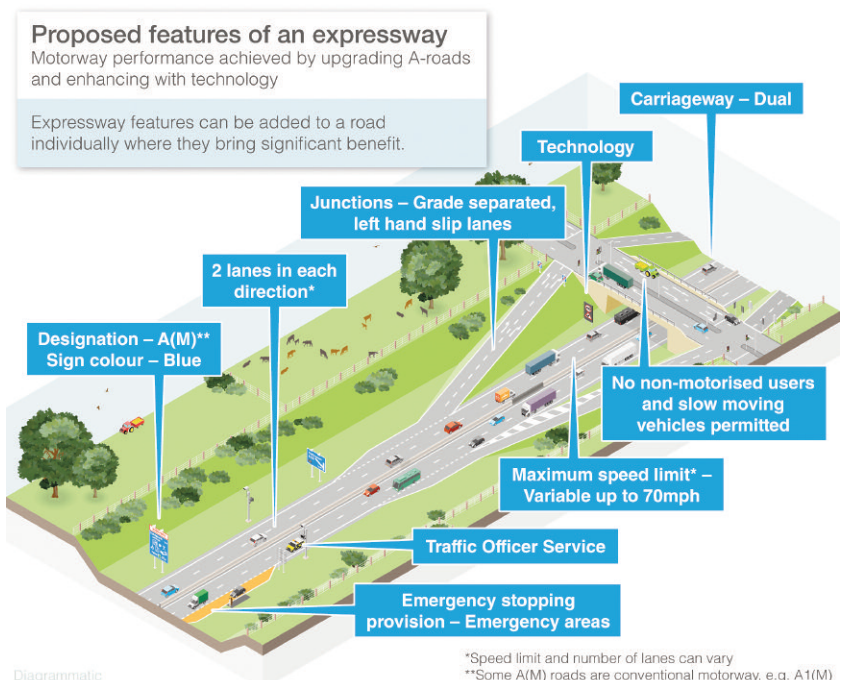 Proposed features of an expressway
Motorway performance achieved by upgrading A-roads
and enhancing with technology
Expressway features can be added to a road
individually where they bring significant benefit.
Carriageway – Dual
Technology
Junctions – Grade separated,
left hand slip lanes
2 lanes in each
direction*
Designation – A(M)**
Sign colour – Blue
No non-motorised users
and slow moving
vehicles permitted
Maximum speed limit* –
Variable up to 70mph
Traffic Officer Service
Emergency stopping
provision – Emergency areas
*Speed limit and number of lanes can vary
**Some A(M) roads are conventional motorway, e.g. A1(M)
Diagrammatic